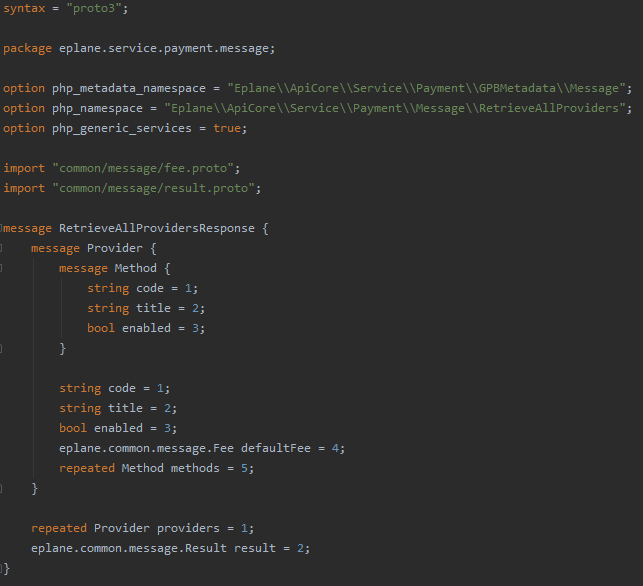 syntax = "proto3";
package eplane.service.payment.message;
option php_metadata_namespace = "Eplane\\ApiCore\\Service\\Payment\\GPBMetadata\\Message";
option php_namespace = "Eplane\\ApiCore\\Service\\Payment\\Message\\RetrieveAllProviders";
option php_generic_services = true;
import "common/message/fee.proto";
import "common/message/result.proto";
message RetrieveAllProvidersResponse {
message Provider {
message Method {
string code = 1;
string title = 2;
bool enabled = 3;
}
string code = 1;
string title = 2;
bool enabled = 3;
eplane.common.message.Fee defaultFee = 4;
repeated Method methods = 5;
}
repeated Provider providers = 1;
eplane.common.message.Result result = 2;
}